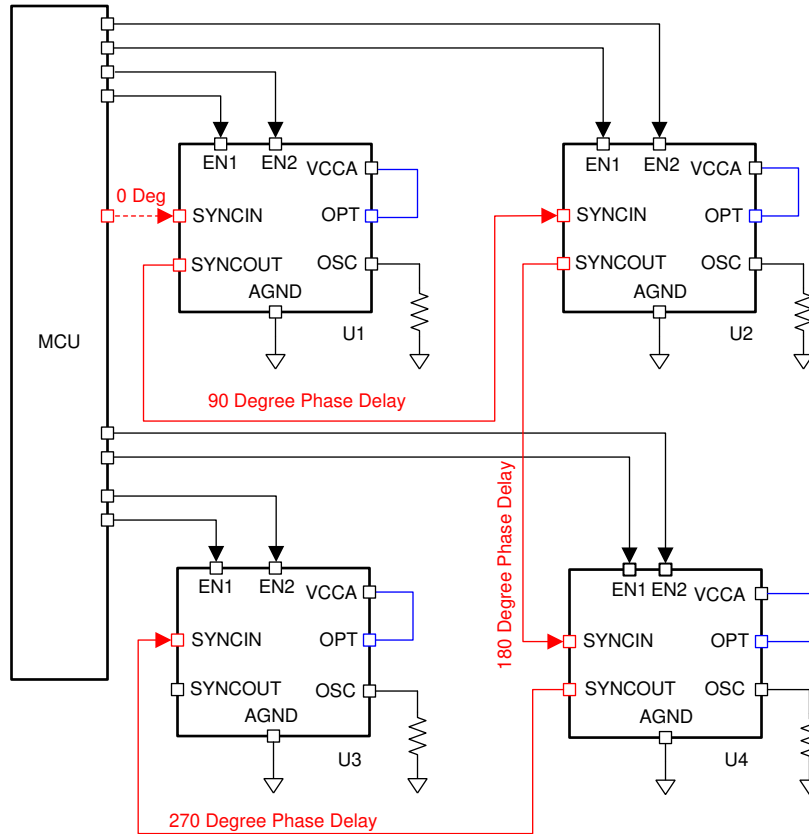 MCU
EN1
EN2
VCCA
0 Deg
SYNCIN
OPT
SYNCOUT
OSC
AGND
U1
EN1
EN2
VCCA
SYNCIN
OPT
SYNCOUT
OSC
AGND
U2
90 Degree Phase Delay
180 Degree Phase Delay
EN1
EN2
VCCA
SYNCIN
OPT
SYNCOUT
OSC
AGND
U3
EN1
EN2
VCCA
SYNCIN
OPT
SYNCOUT
OSC
AGND
U4
270 Degree Phase Delay